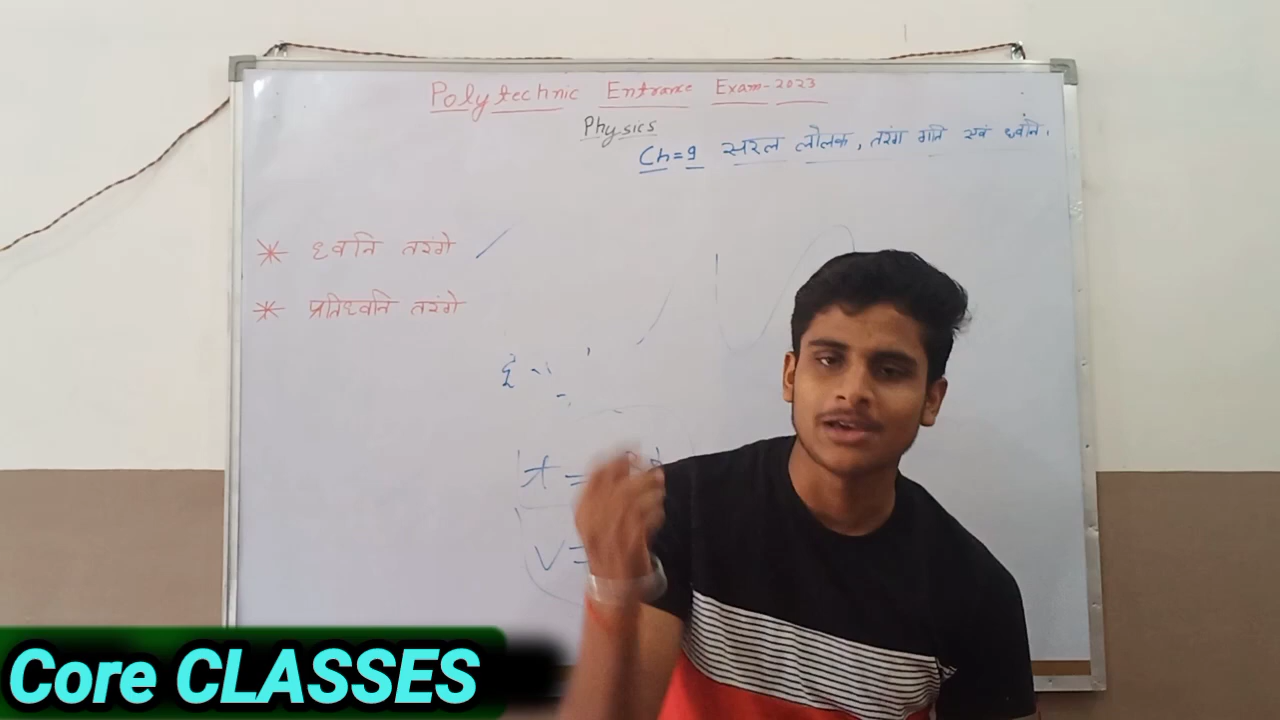 Polytechnic Entrance Exam-2023
Physics
Ch=9 सरल लोलक, तरंग गति एवं ध्वनि।
* ध्वनि तरंगे
* प्रतिध्वनि तरंगे
t =
v =
Core CLASSES